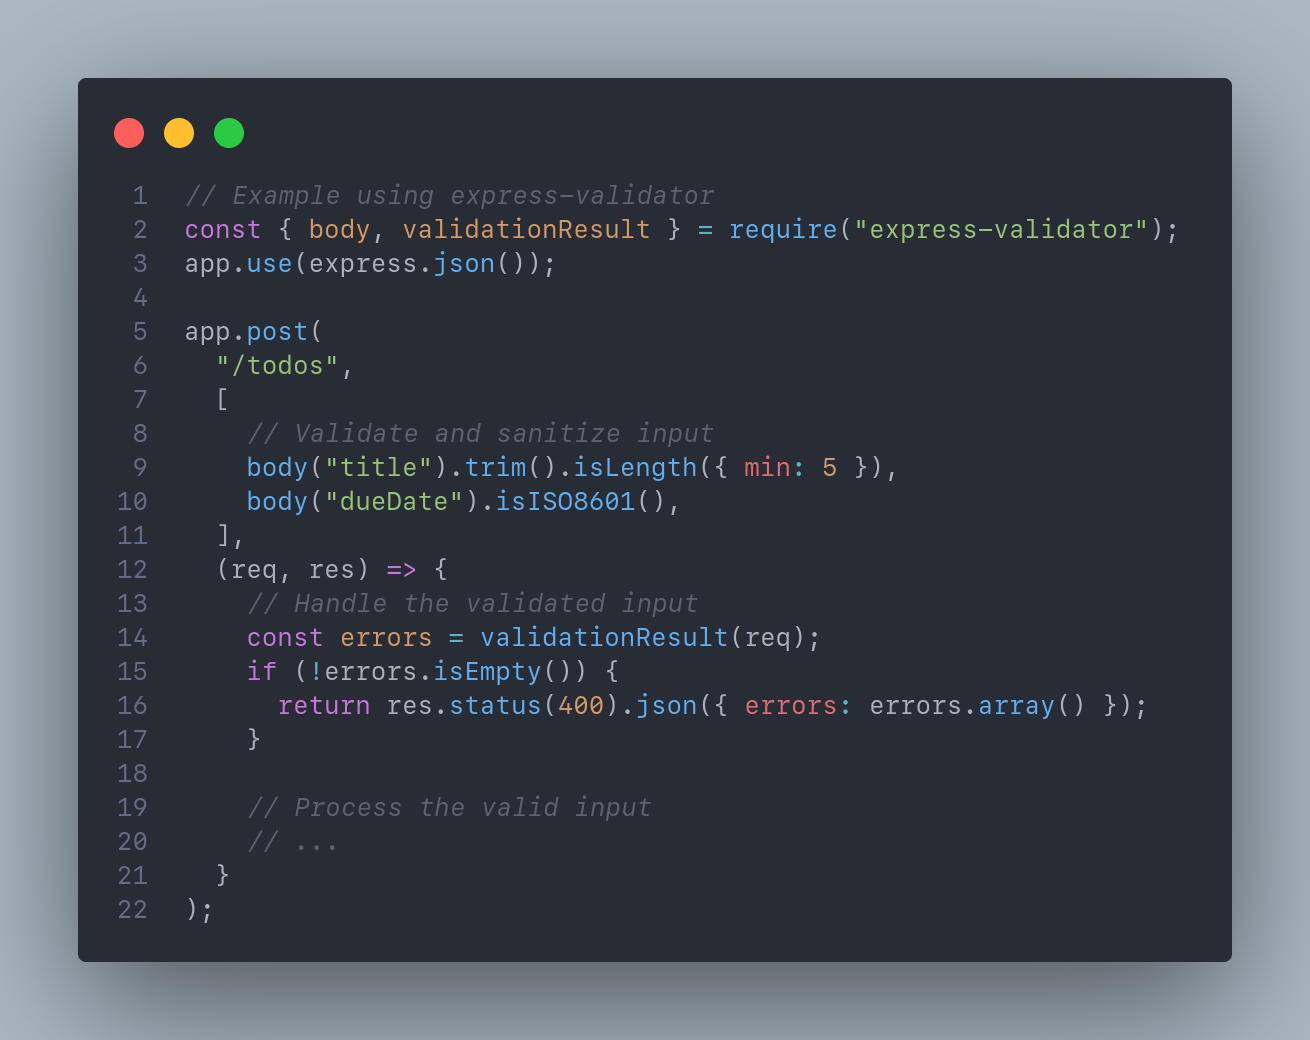 1 // Example using express-validator
2 const { body, validationResult } = require("express-validator");
3 app.use(express.json());
4
5 app.post(
6   "/todos",
7   [
8     // Validate and sanitize input
9     body("title").trim().isLength({ min: 5 }),
10     body("dueDate").isISO8601(),
11   ],
12   (req, res) => {
13     // Handle the validated input
14     const errors = validationResult(req);
15     if (!errors.isEmpty()) {
16       return res.status(400).json({ errors: errors.array() });
17     }
18
19     // Process the valid input
20     // ...
21   }
22 );